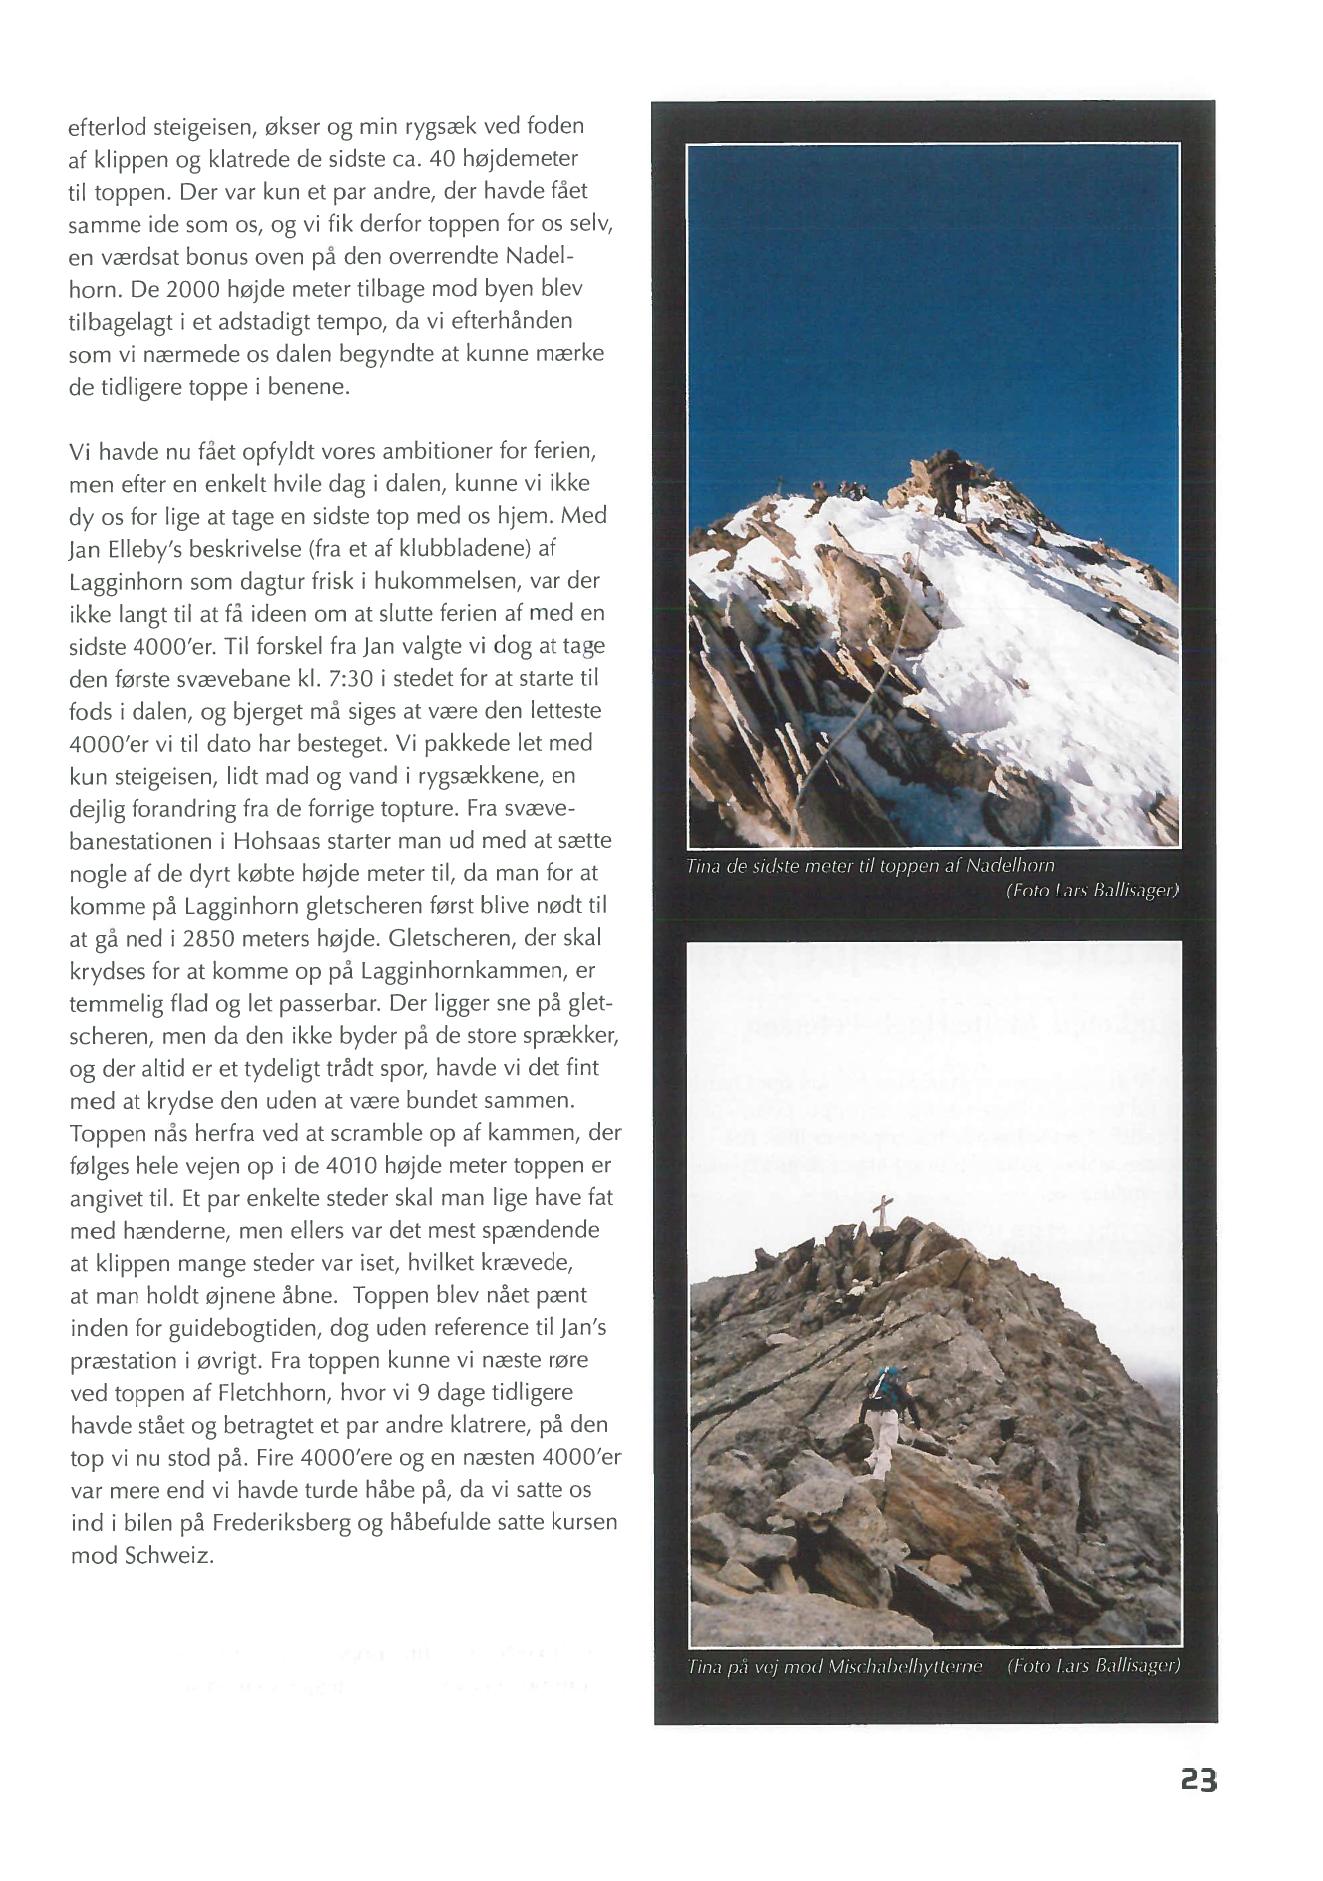 efterlod steigeisen, økser og min rygsæk ved foden
af klippen og klatrede de sidste ca. 40 højdemeter
til toppen. Der var kun et par andre, der havde fået
samme ide som os, og vi fik derfor toppen for os selv,
en værdsat bonus oven på den overrendte Nadel-
horn. De 2000 højde meter tilbage mod byen blev
tilbagelagt i et adstadigt tempo, da vi efterhånden
som vi nærmede os dalen begyndte at kunne mærke
de tidligere toppe i benene.
Vi havde nu fået opfyldt vores ambitioner for ferien,
men efter en enkelt hvile dag i dalen, kunne vi ikke
dy os for lige at tage en sidste top med os hjem. Med
Jan Elleby's beskrivelse (fra et af klubbladene) af
Lagginhorn som dagtur frisk i hukommelsen, var der
ikke langt til at få ideen om at slutte ferien af med en
sidste 4000'er. Til forskel fra Jan valgte vi dog at tage
den første svævebane kl. 7:30 i stedet for at starte til
fods i dalen, og bjerget må siges at være den letteste
4000'er vi til dato har besteget. Vi pakkede let med
kun steigeisen, lidt mad og vand i rygsækkene, en
dejlig forandring fra de forrige topture. Fra svæve-
banestationen i Hohsaas starter man ud med at sætte
nogle af de dyrt købte højde meter til, da man for at
komme på Lagginhorn gletscheren først blive nødt til
at gå ned i 2850 meters højde. Gletscheren, der skal
krydses for at komme op på Lagginhornkammen, er
temmelig flad og let passerbar. Der ligger sne på glet-
scheren, men da den ikke byder på de store sprækker,
og der altid er et tydeligt trådt spor, havde vi det fint
med at krydse den uden at være bundet sammen.
Toppen nås herfra ved at scramble op af kammen, der
følges hele vejen op i de 4010 højde meter toppen er
angivet til. Et par enkelte steder skal man lige have fat
med hænderne, men ellers var det mest spændende
at klippen mange steder var iset, hvilket krævede,
at man holdt øjnene åbne.  Toppen blev nået pænt
inden for guidebogtiden, dog uden reference til Jan's
præstation i øvrigt. Fra toppen kunne vi næste røre
ved toppen af Fletchhorn, hvor vi 9 dage tidligere
havde stået og betragtet et par andre klatrere, på den
top vi nu stod på. Fire 4000'ere og en næsten 4000'er
var mere end vi havde turde håbe på, da vi satte os
ind i bilen på Frederiksberg og håbefulde satte kursen
mod Schweiz.
Tina de sidste meter til toppen af Nadelhorn
(Foto Lars Ballisager)
Tina på vej mod Mischabelhytterne (Foto Lars Ballisager)
23